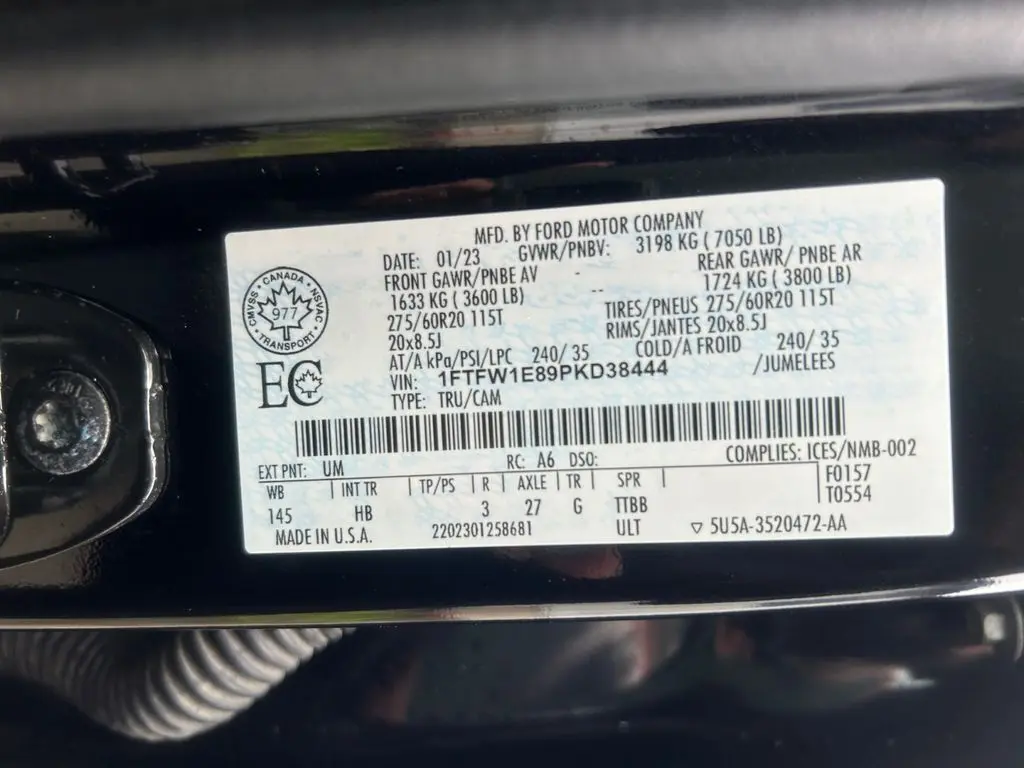 MFD. BY FORD MOTOR COMPANY
DATE: 01/23 GVWR/PNBV: 3198 KG ( 7050 LB)
FRONT GAWR/PNBE AV - REAR GAWR/ PNBE AR
1633 KG ( 3600 LB) -- 1724 KG ( 3800 LB)
275/60R20 115T TIRES/PNEUS 275/60R20 115T
20x8.5J RIMS/JANTES 20x8.5J
AT/A kPa/PSI/LPC 240/ 35 COLD/A FROID 240/ 35
VIN: 1FTFW1E89PKD38444 /JUMELEES
TYPE: TRU/CAM
CANADA
CMVSS NSVAC
977
TRANSPORT
EC
EXT PNT: UM RC: A6 DSO: COMPLIES: ICES/NMB-002
WB | INT TR | TP/PS | R | AXLE | TR | SPR | F0157
145 HB 3 27 G TTBB T0554
MADE IN U.S.A. 2202301258681 ULT ▽ 5U5A-3520472-AA